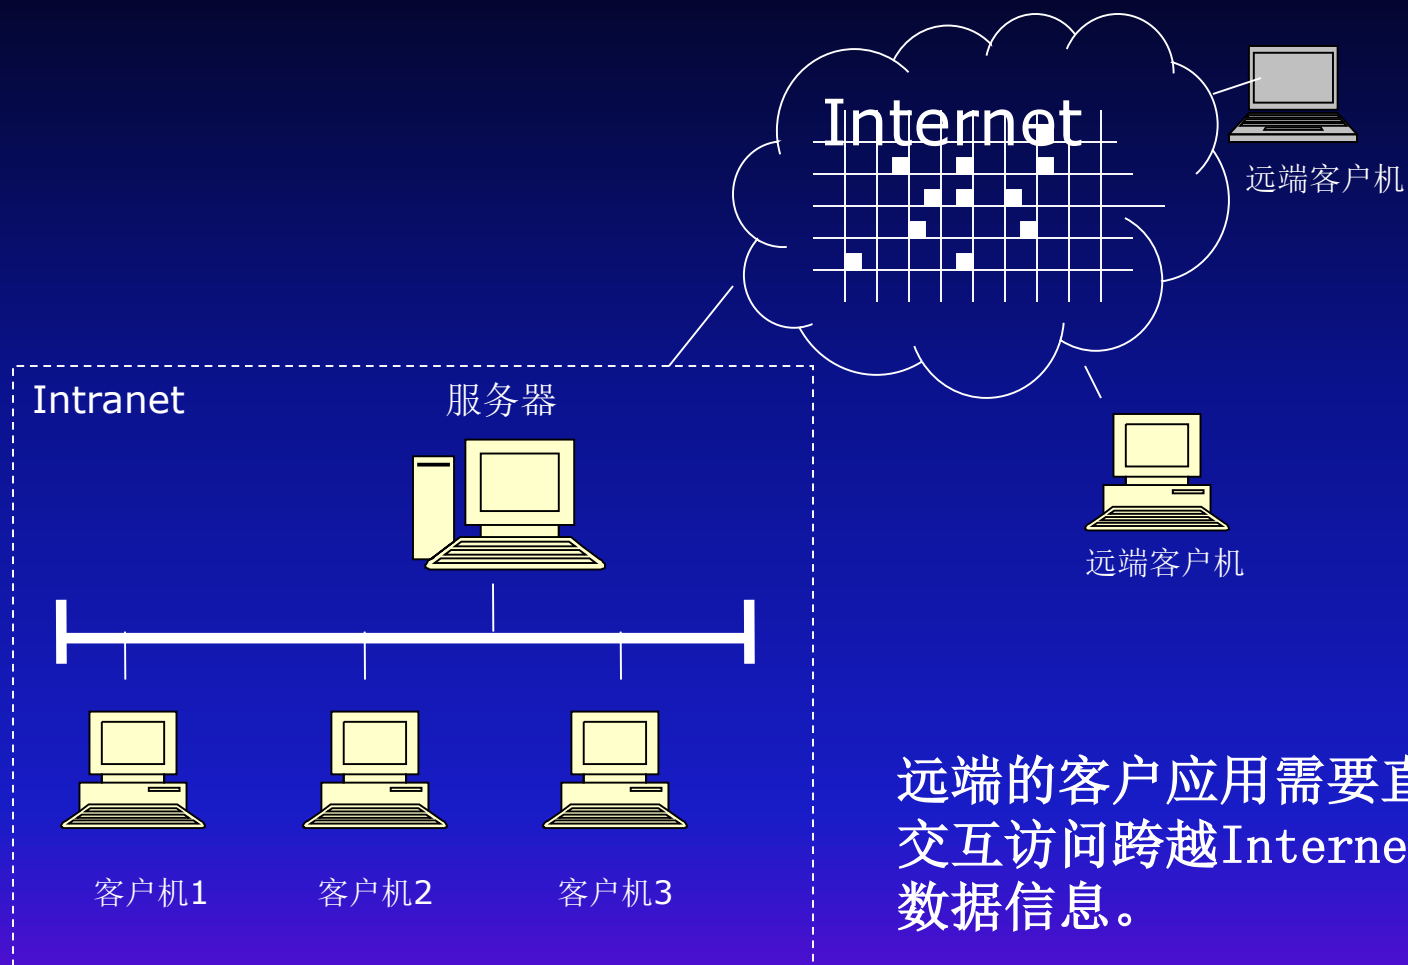 Internet
远端客户机
Intranet
服务器
远端客户机
客户机1
客户机2
客户机3
远端的客户应用需要直
交互访问跨越Interne
数据信息。